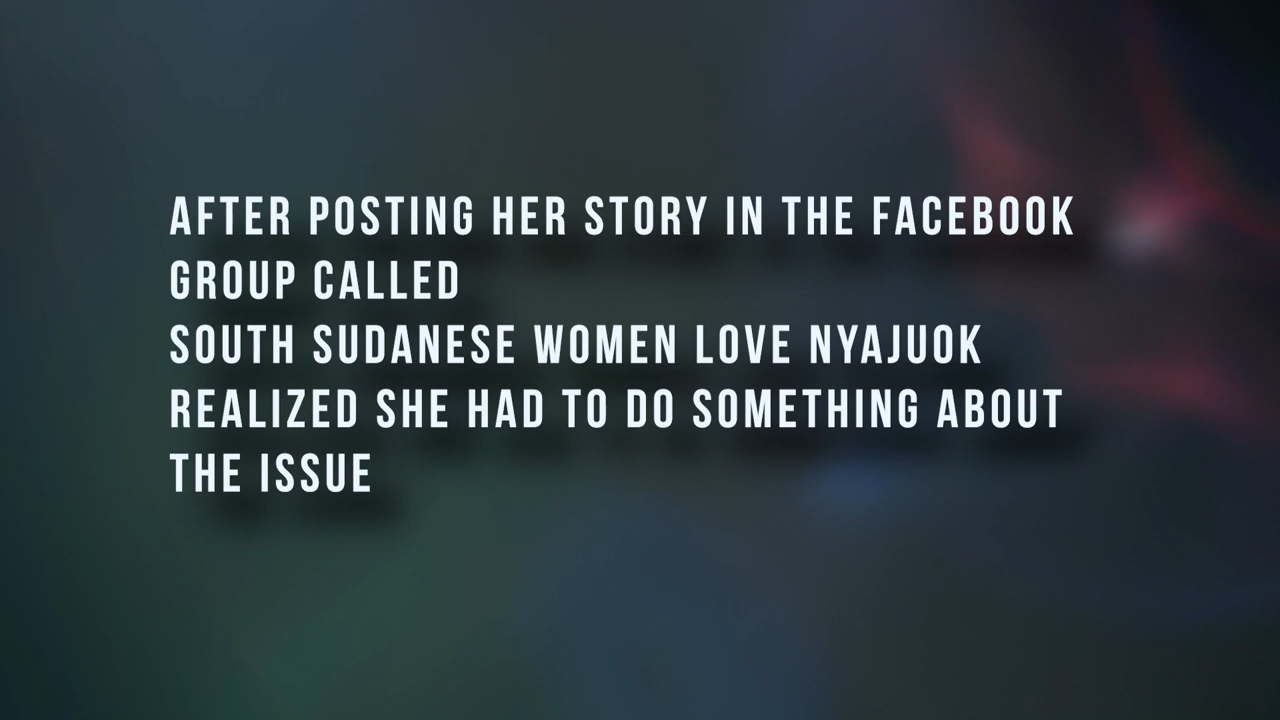 AFTER POSTING HER STORY IN THE FACEBOOK
GROUP CALLED
SOUTH SUDANESE WOMEN LOVE NYAJUOK
REALIZED SHE HAD TO DO SOMETHING ABOUT
THE ISSUE